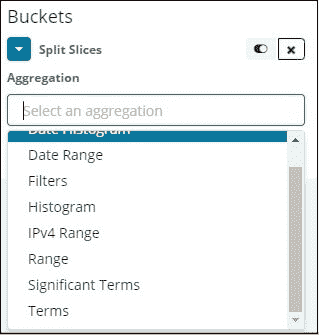 Buckets
Split Slices
Aggregation
Select an aggregation
Date Histogram
Date Range
Filters
Histogram
IPv4 Range
Range
Significant Terms
Terms